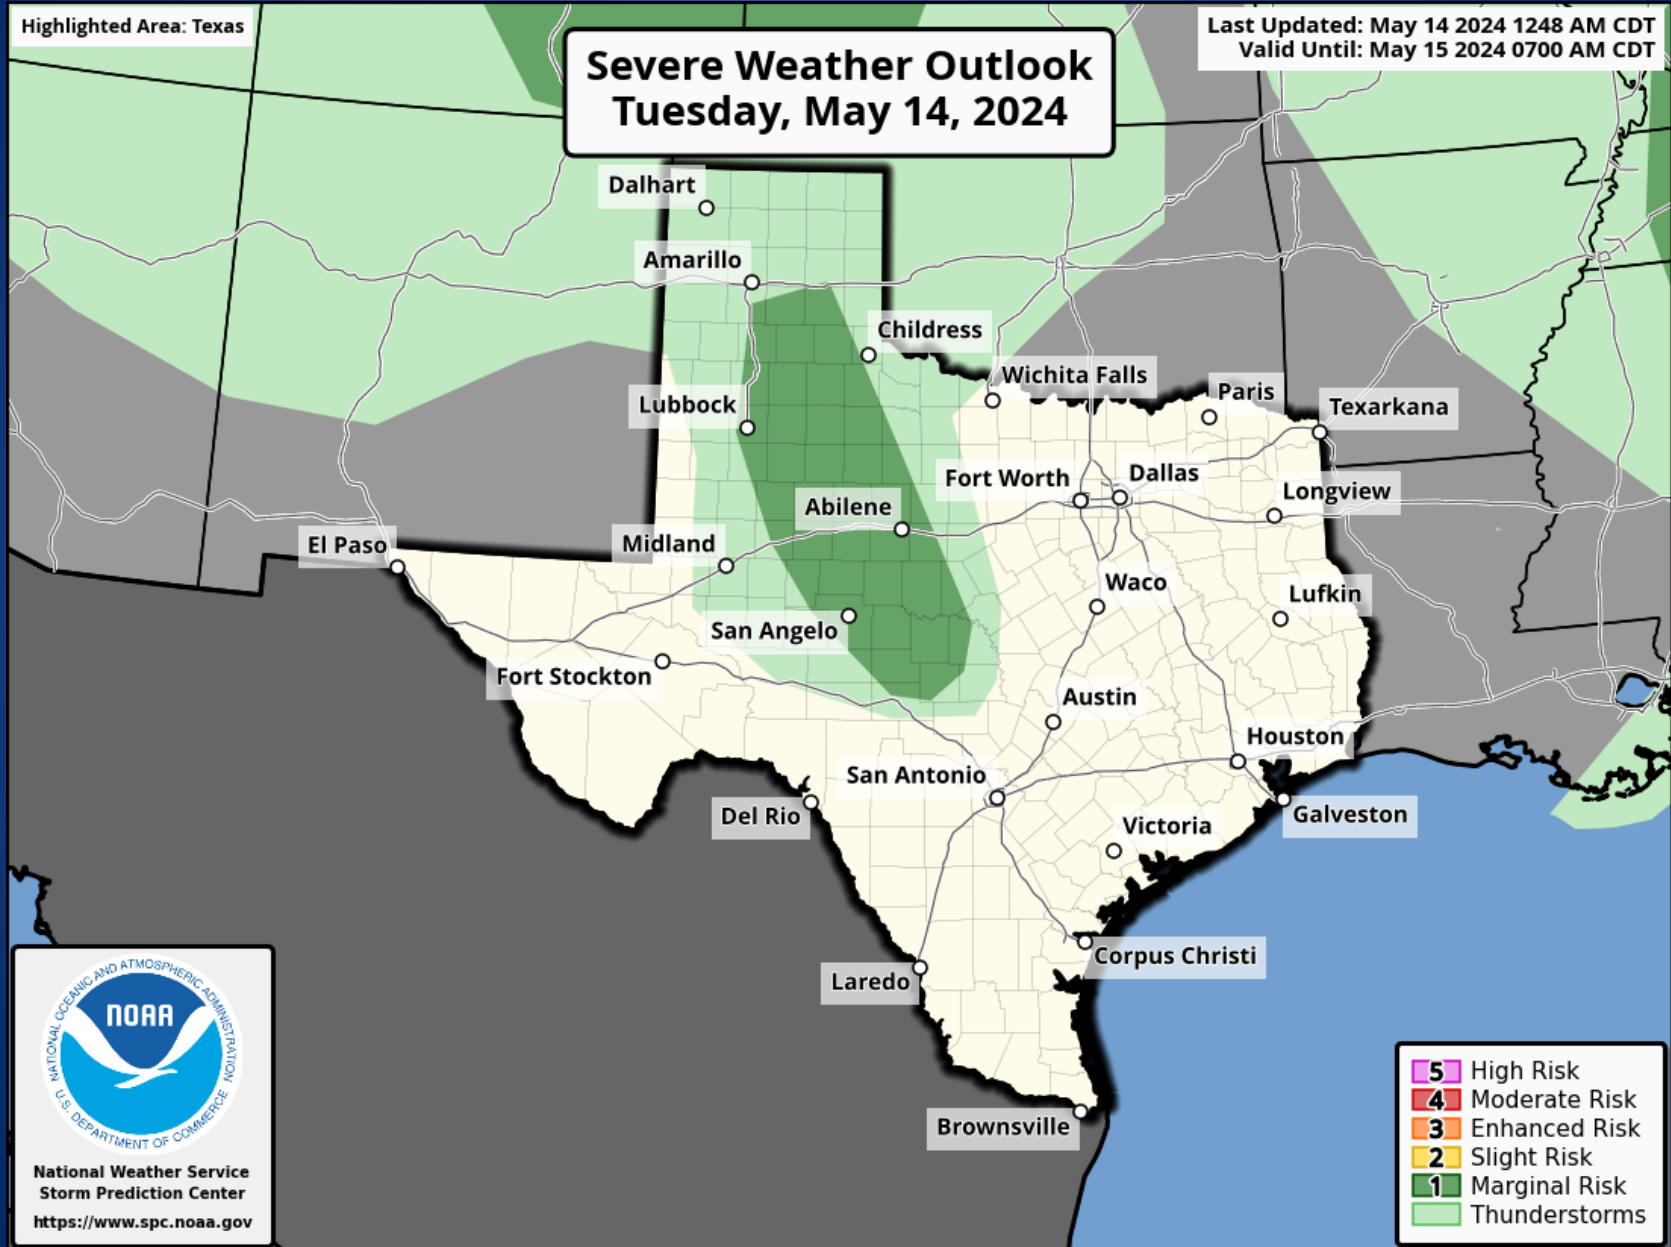 Highlighted Area: Texas
Last Updated: May 14 2024 1248 AM CDT
Valid Until: May 15 2024 0700 AM CDT
Severe Weather Outlook
Tuesday, May 14, 2024
Dalhart
Amarillo
Childress
Wichita Falls
Paris
Texarkana
Lubbock
Fort Worth
Dallas
Longview
Abilene
El Paso
Midland
Waco
Lufkin
San Angelo
Fort Stockton
Austin
Houston
San Antonio
Del Rio
Galveston
Victoria
Corpus Christi
Laredo
Brownsville
NATIONAL OCEANIC AND ATMOSPHERIC ADMINISTRATION
NOAA
U.S. DEPARTMENT OF COMMERCE
National Weather Service
Storm Prediction Center
https://www.spc.noaa.gov
5 High Risk
4 Moderate Risk
3 Enhanced Risk
2 Slight Risk
1 Marginal Risk
Thunderstorms